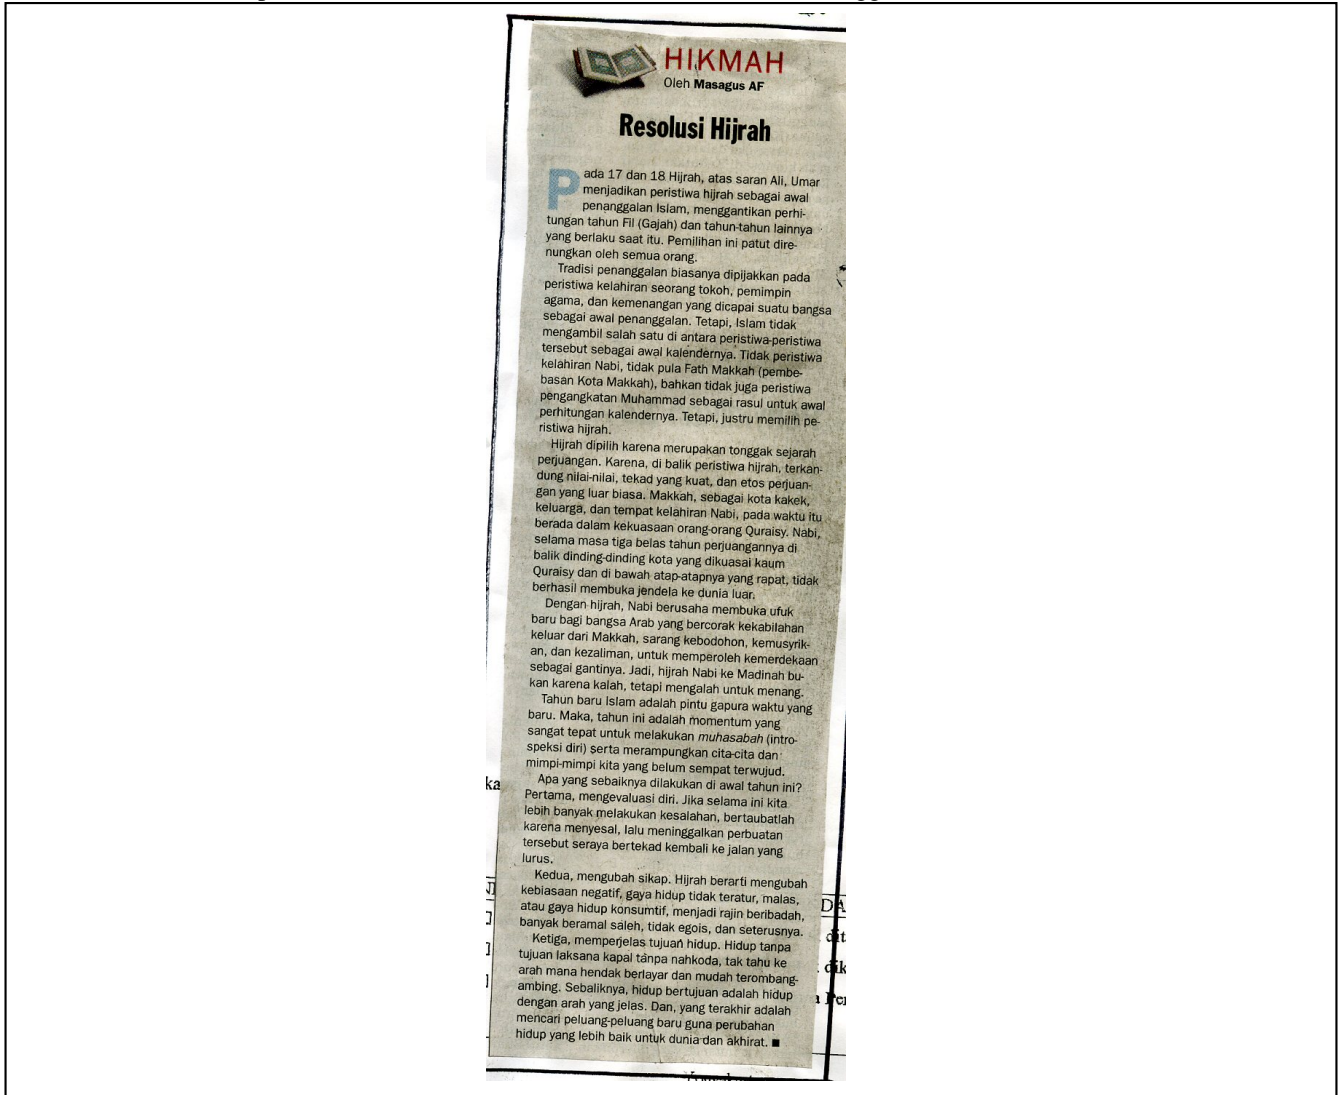 HIKMAH
Oleh Masagus AF
Resolusi Hijrah
Pada 17 dan 18 Hijrah, atas saran Ali, Umar
menjadikan peristiwa hijrah sebagai awal
penanggalan Islam, menggantikan perhi-
tungan tahun Fil (Gajah) dan tahun-tahun lainnya
yang berlaku saat itu. Pemilihan ini patut dire-
nungkan oleh semua orang.
Tradisi penanggalan biasanya dipijakkan pada
peristiwa kelahiran seorang tokoh, pemimpin
agama, dan kemenangan yang dicapai suatu bangsa
sebagai awal penanggalan. Tetapi, Islam tidak
mengambil salah satu di antara peristiwa-peristiwa
tersebut sebagai awal kalendernya. Tidak peristiwa
kelahiran Nabi, tidak pula Fath Makkah (pembe-
basan Kota Makkah), bahkan tidak juga peristiwa
pengangkatan Muhammad sebagai rasul untuk awal
perhitungan kalendernya. Tetapi, justru memilih pe-
ristiwa hijrah.
Hijrah dipilih karena merupakan tonggak sejarah
perjuangan. Karena, di balik peristiwa hijrah, terkan-
dung nilai-nilai, tekad yang kuat, dan etos perjuan-
gan yang luar biasa. Makkah, sebagai kota kakek,
keluarga, dan tempat kelahiran Nabi, pada waktu itu
berada dalam kekuasaan orang-orang Quraisy. Nabi,
selama masa tiga belas tahun perjuangannya di
balik dinding-dinding kota yang dikuasai kaum
Quraisy dan di bawah atap-atapnya yang rapat, tidak
berhasil membuka jendela ke dunia luar.
Dengan hijrah, Nabi berusaha membuka ufuk
baru bagi bangsa Arab yang bercorak kekabilahan
keluar dari Makkah, sarang kebodohon, kemusyrik-
an, dan kezaliman, untuk memperoleh kemerdekaan
sebagai gantinya. Jadi, hijrah Nabi ke Madinah bu-
kan karena kalah, tetapi mengalah untuk menang.
Tahun baru Islam adalah pintu gapura waktu yang
baru. Maka, tahun ini adalah momentum yang
sangat tepat untuk melakukan muhasabah (intro-
speksi diri) serta merampungkan cita-cita dan
mimpi-mimpi kita yang belum sempat terwujud.
Apa yang sebaiknya dilakukan di awal tahun ini?
Pertama, mengevaluasi diri. Jika selama ini kita
lebih banyak melakukan kesalahan, bertaubatlah
karena menyesal, lalu meninggalkan perbuatan
tersebut seraya bertekad kembali ke jalan yang
lurus.
Kedua, mengubah sikap. Hijrah berarti mengubah
kebiasaan negatif, gaya hidup tidak teratur, malas,
atau gaya hidup konsumtif, menjadi rajin beribadah,
banyak beramal saleh, tidak egois, dan seterusnya.
Ketiga, memperjelas tujuan hidup. Hidup tanpa
tujuan laksana kapal tanpa nahkoda, tak tahu ke
arah mana hendak berlayar dan mudah terombang-
ambing. Sebaliknya, hidup bertujuan adalah hidup
dengan arah yang jelas. Dan, yang terakhir adalah
mencari peluang-peluang baru guna perubahan
hidup yang lebih baik untuk dunia dan akhirat.
ka
DA
dit
dik